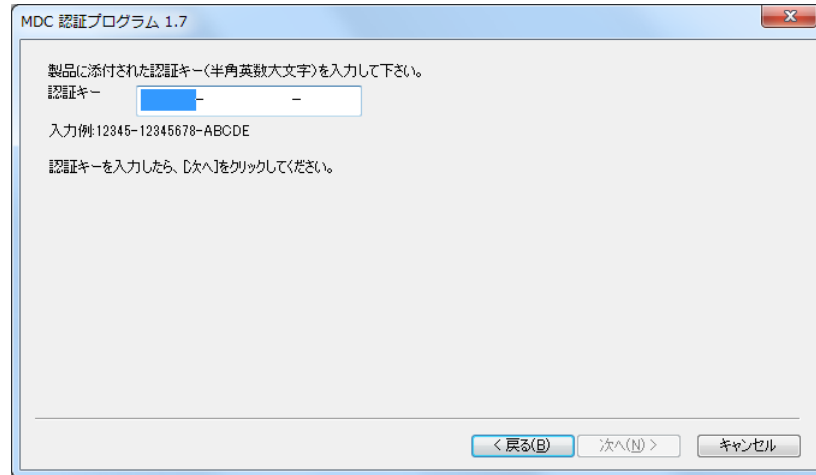 MDC 認証プログラム 1.7
製品に添付された認証キー(半角英数大文字)を入力して下さい。
認証キー - -
入力例:12345-12345678-ABCDE
認証キーを入力したら、[次へ]をクリックしてください。
< 戻る(B) 次へ(N) > キャンセル